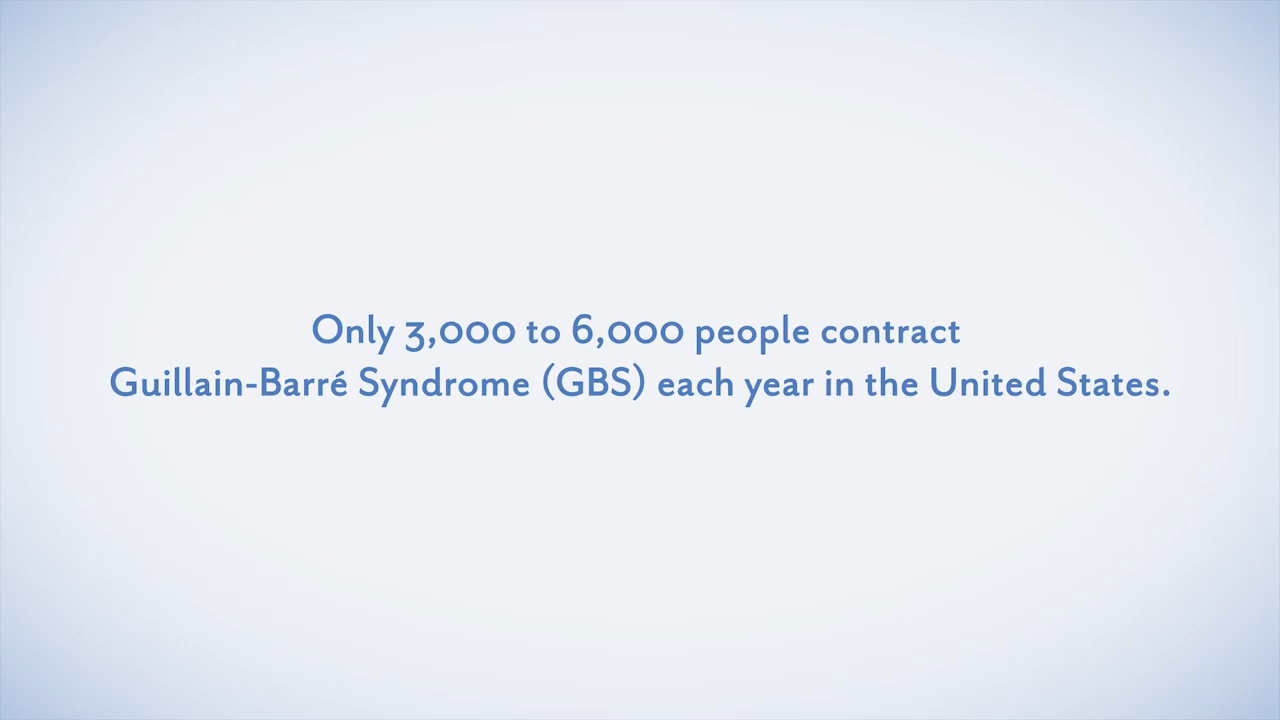 Only 3,000 to 6,000 people contract
Guillain-Barré Syndrome (GBS) each year in the United States.